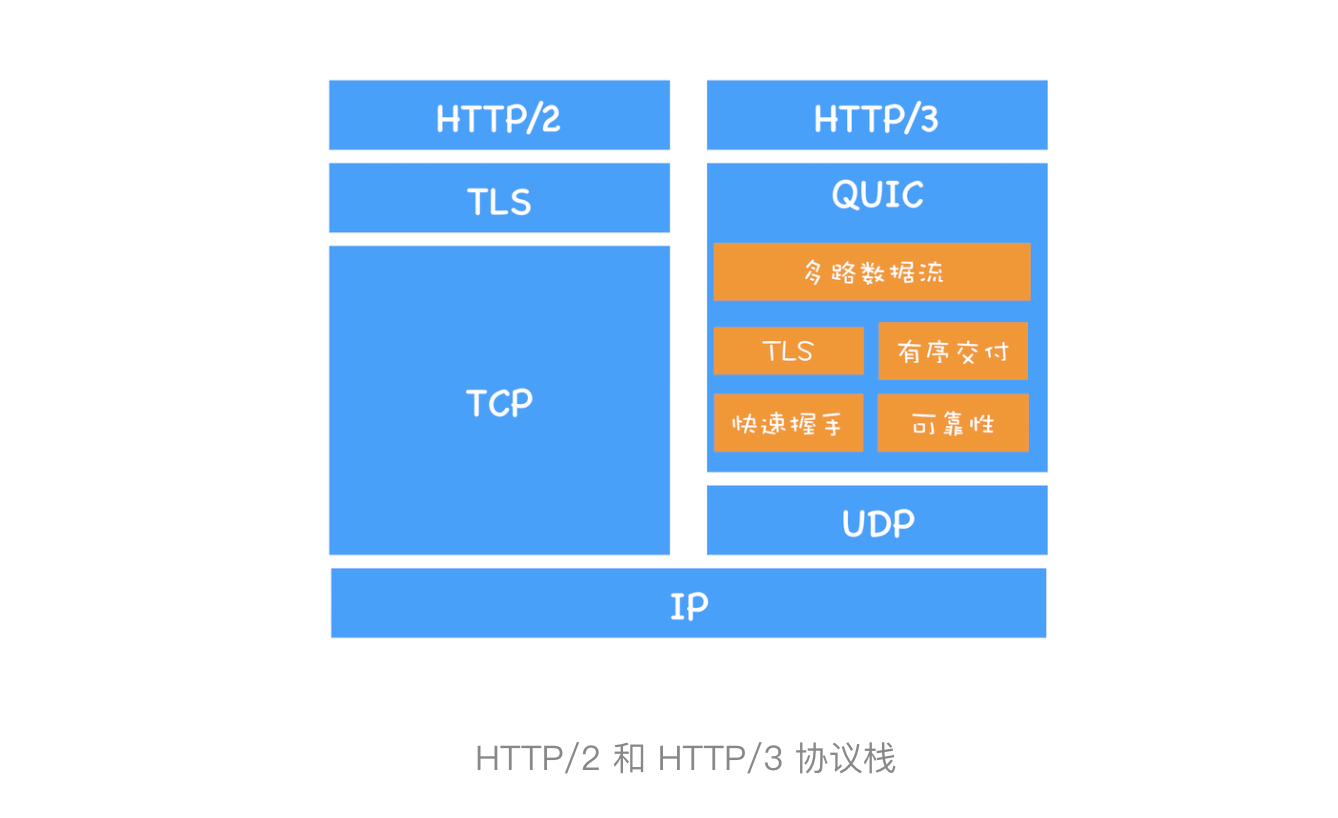 HTTP/2
TLS
TCP
HTTP/3
QUIC
多路数据流
TLS
有序交付
快速握手
可靠性
UDP
IP
HTTP/2 和 HTTP/3 协议栈